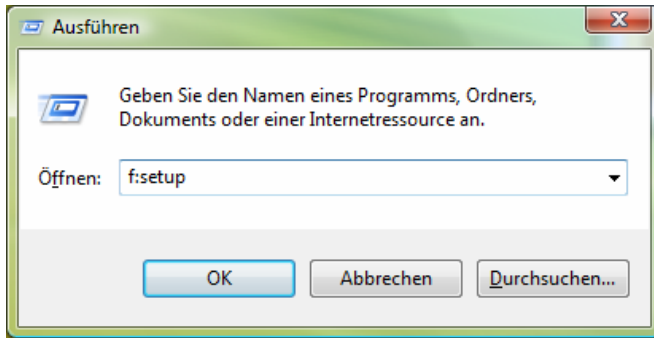 Ausführen
Geben Sie den Namen eines Programms, Ordners,
Dokuments oder einer Internetressource an.
Öffnen: f:setup
OK Abbrechen Durchsuchen...